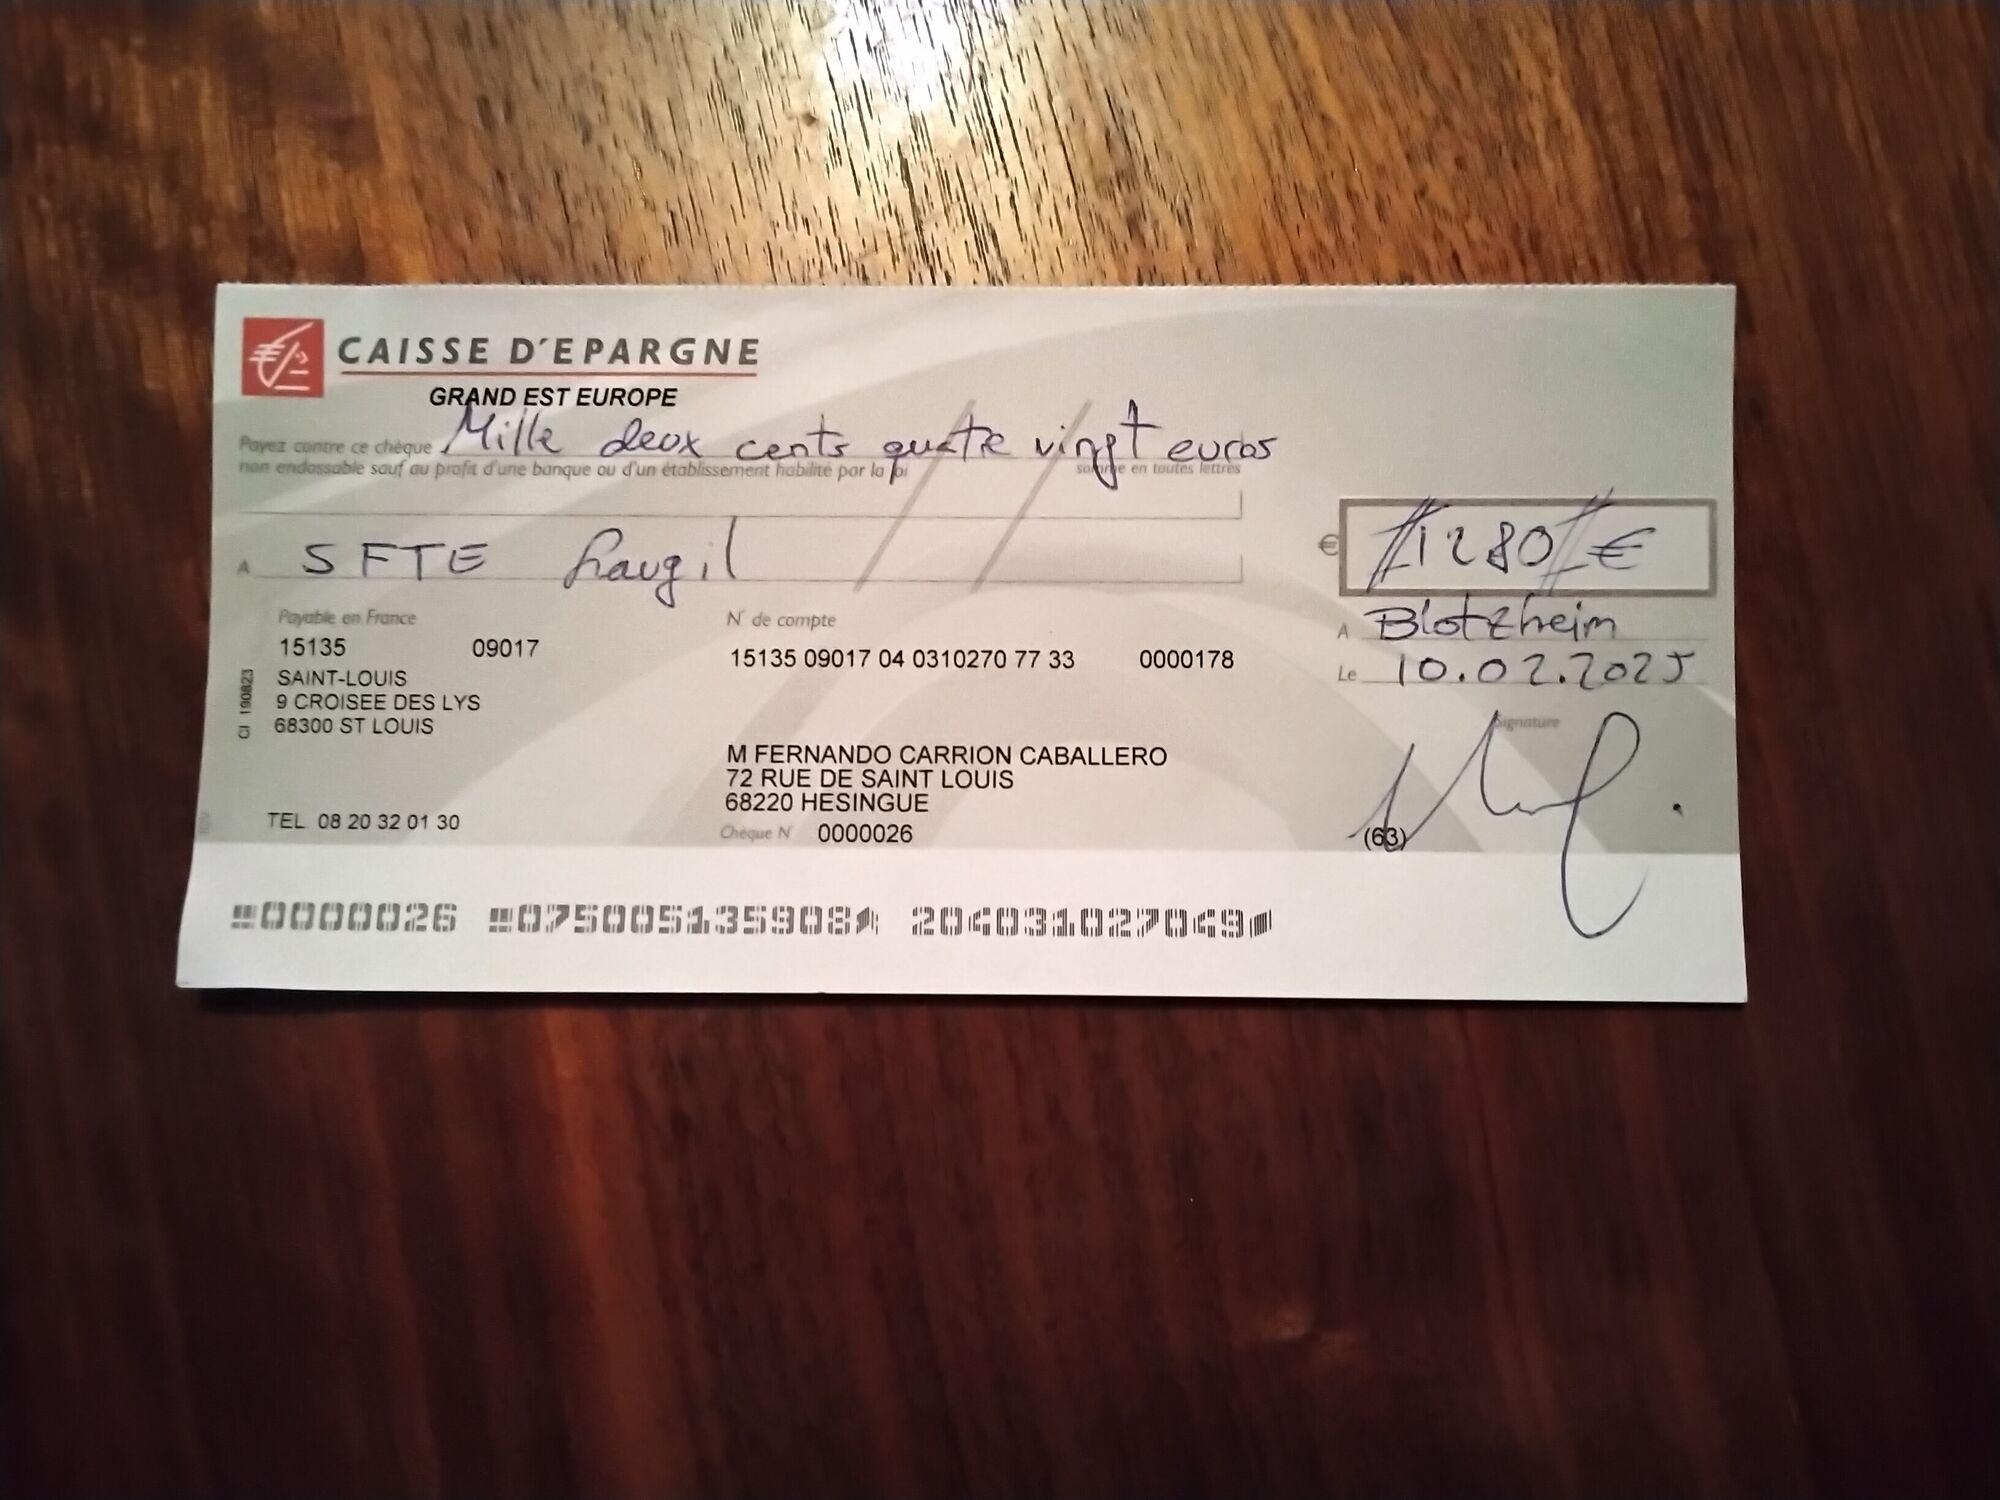 CAISSE D'EPARGNE
GRAND EST EUROPE
Payez contre ce chèque Mille deux cents quatre vingt euros
non endossable sauf au profit d'une banque ou d'un établissement habilité par la loi somme en toutes lettres
€ //1280// €
A SFTE Laugil
A Blotzheim
Le 10.02.2025
Payable en France N° de compte
15135 09017 15135 09017 04 0310270 77 33 0000178
SAINT-LOUIS
9 CROISEE DES LYS
68300 ST LOUIS
CI 190823
Signature
M FERNANDO CARRION CABALLERO
72 RUE DE SAINT LOUIS
68220 HESINGUE
TEL 08 20 32 01 30 Chèque N° 0000026 (63)
0000026 075005135908 204031027049